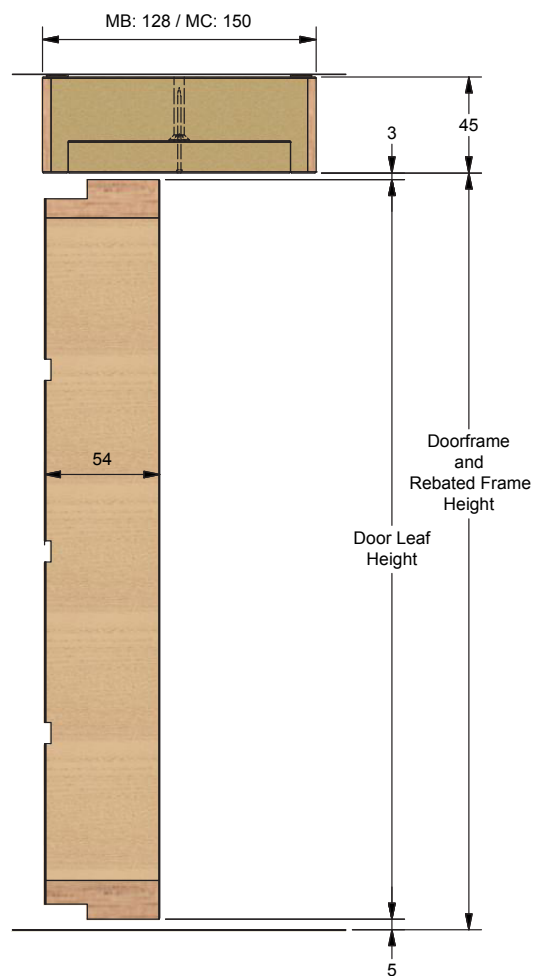 MB: 128 / MC: 150
3
45
54
Doorframe
and
Rebated Frame
Height
Door Leaf
Height
5